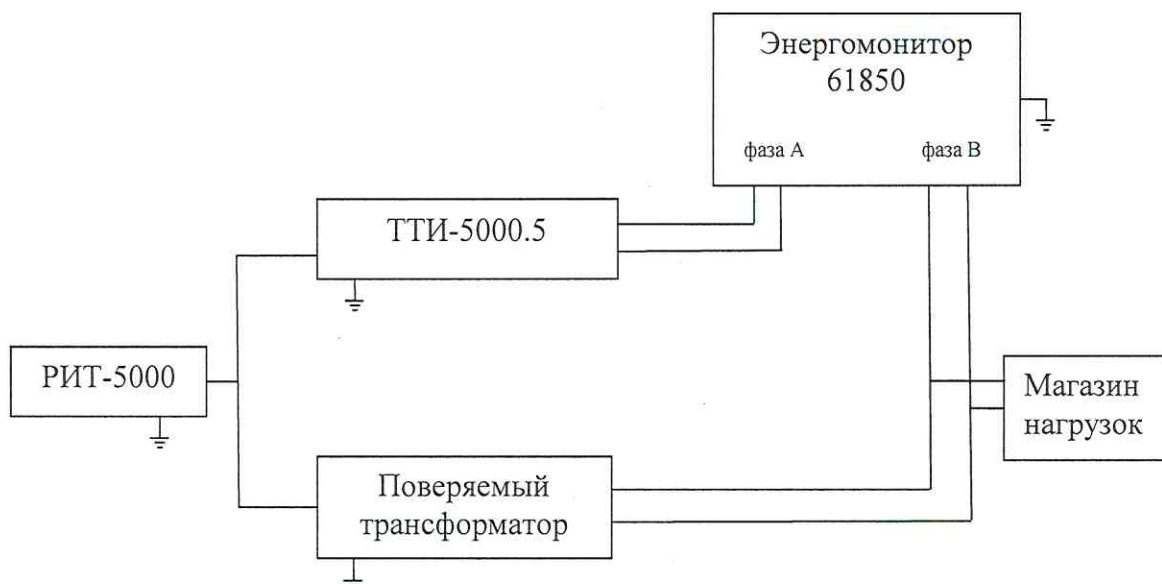 Энергомонитор
61850
фаза А
фаза В
ТТИ-5000.5
РИТ-5000
Магазин
нагрузок
Поверяемый
трансформатор